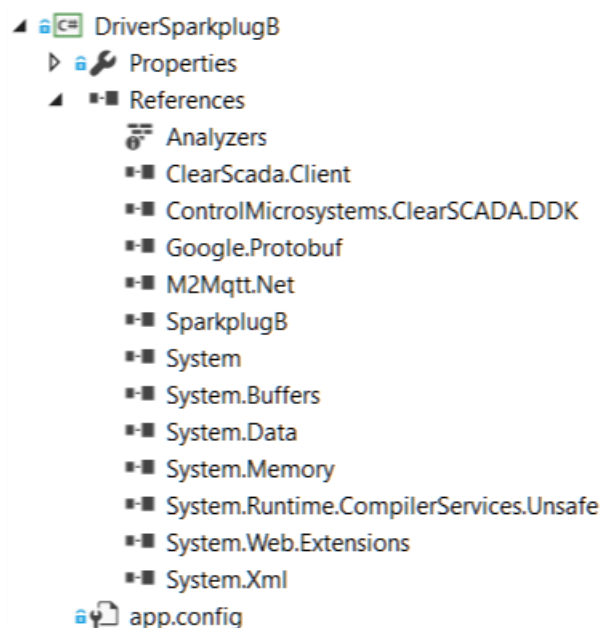 C# DriverSparkplugB
Properties
References
Analyzers
ClearScada.Client
ControlMicrosystems.ClearSCADA.DDK
Google.Protobuf
M2Mqtt.Net
SparkplugB
System
System.Buffers
System.Data
System.Memory
System.Runtime.CompilerServices.Unsafe
System.Web.Extensions
System.Xml
app.config